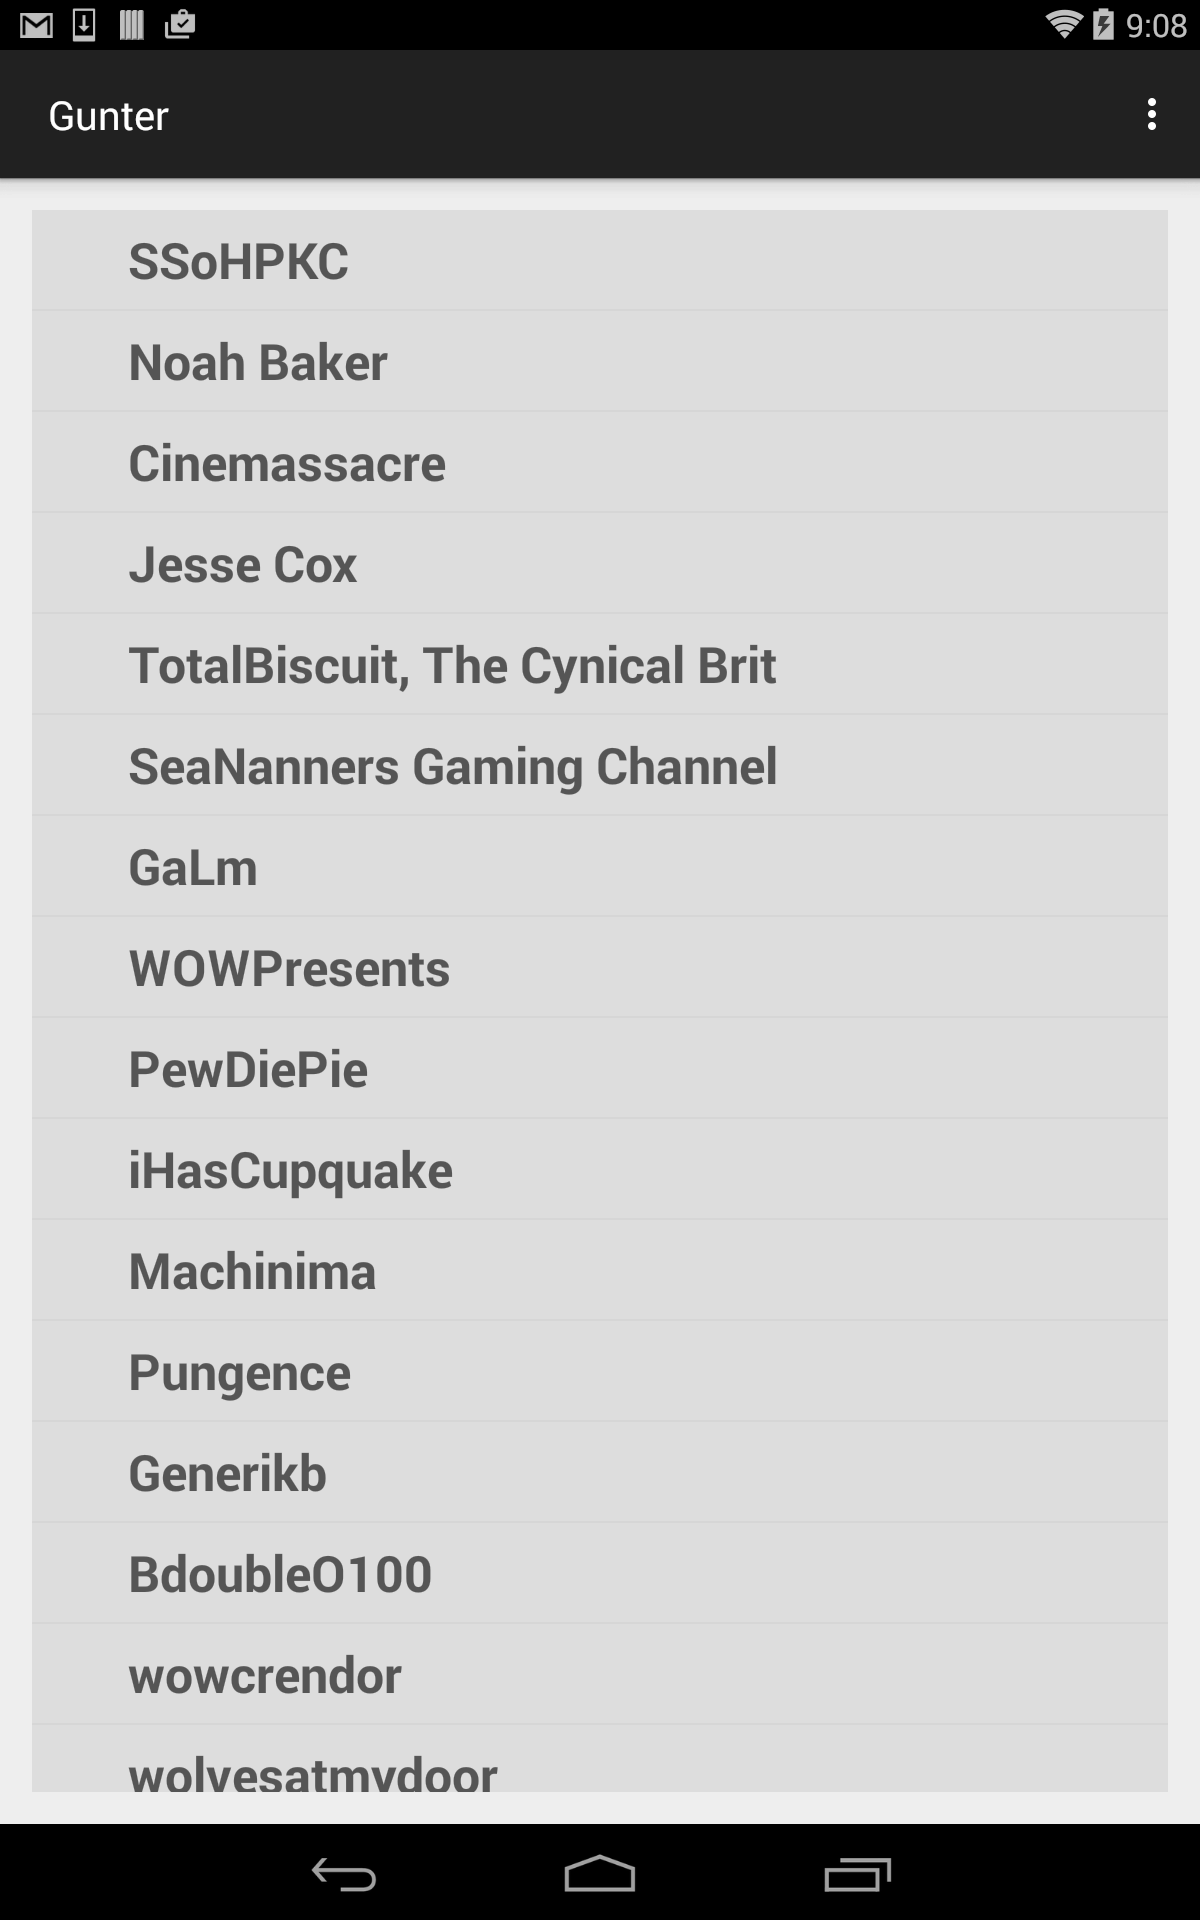 9:08
Gunter
SSoHPKC
Noah Baker
Cinemassacre
Jesse Cox
TotalBiscuit, The Cynical Brit
SeaNanners Gaming Channel
GaLm
WOWPresents
PewDiePie
iHasCupquake
Machinima
Pungence
Generikb
BdoubleO100
wowcrendor
wolvesatmydoor